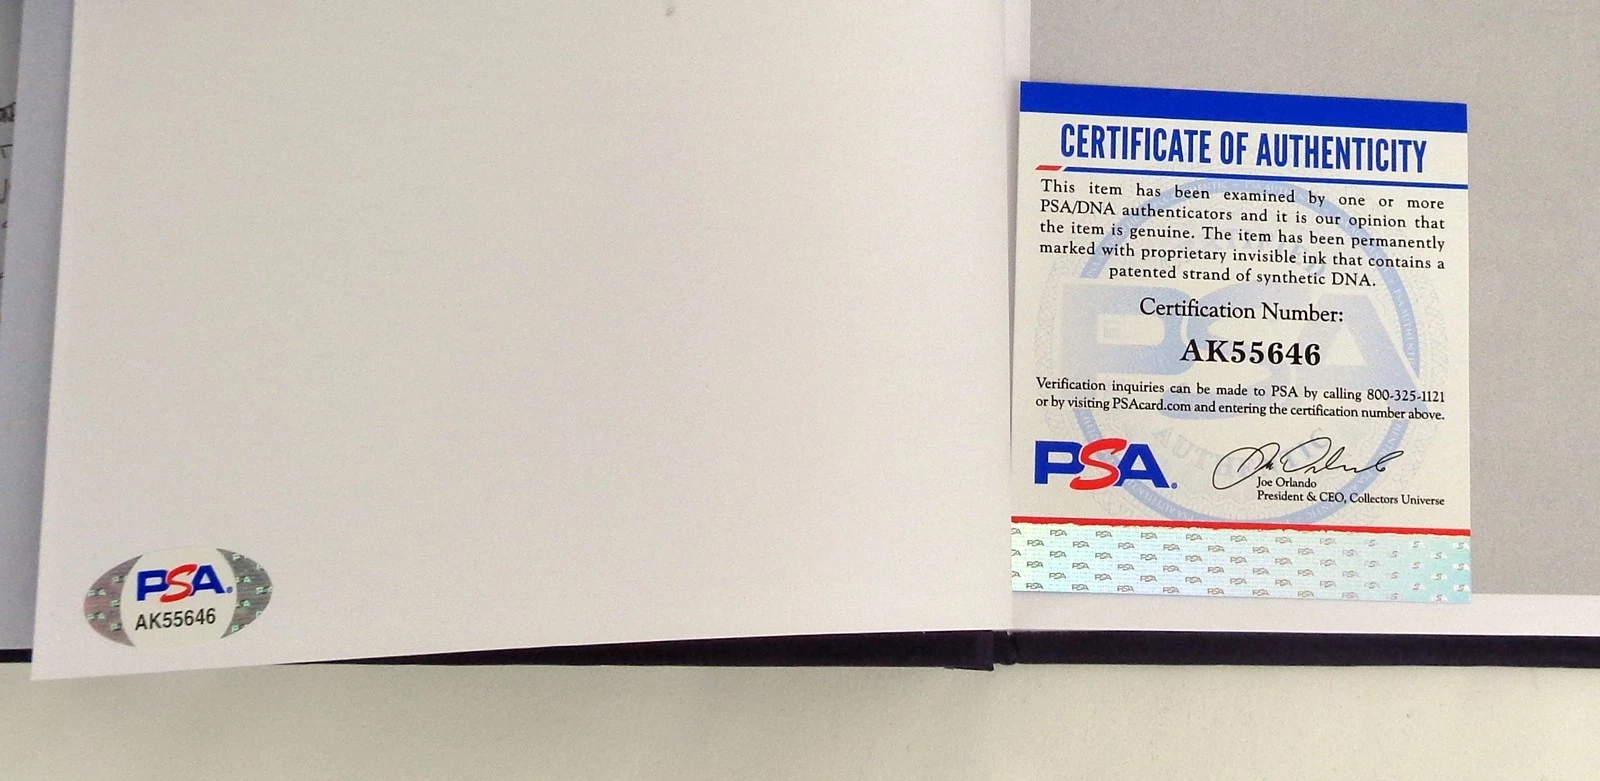 PSA
AK55646
CERTIFICATE OF AUTHENTICITY
This item has been examined by one or more
PSA/DNA authenticators and it is our opinion that
the item is genuine. The item has been permanently
marked with proprietary invisible ink that contains a
patented strand of synthetic DNA.
Certification Number:
AK55646
Verification inquiries can be made to PSA by calling 800-325-1121
or by visiting PSAcard.com and entering the certification number above.
PSA
Joe Orlando
President & CEO, Collectors Universe